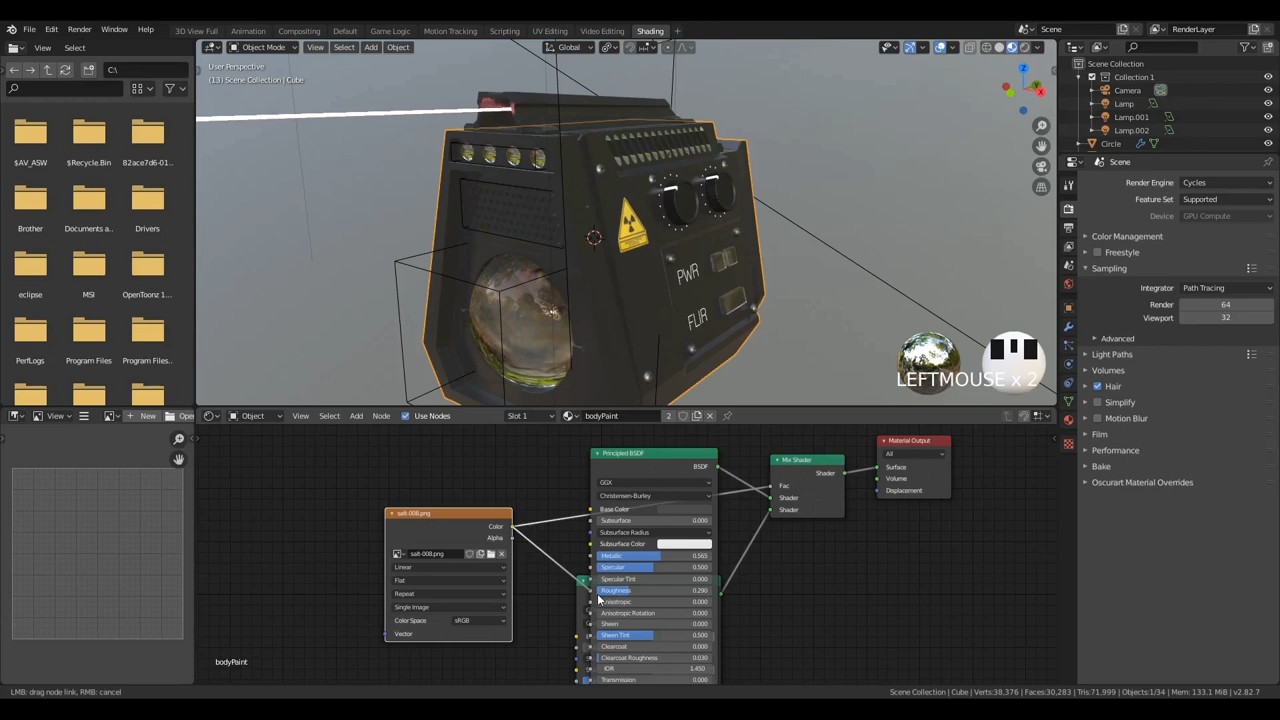 File Edit Render Window Help
3D View Full Animation Compositing Default Game Logic Motion Tracking Scripting UV Editing Video Editing Shading
Scene
RenderLayer
View Select
Object Mode View Select Add Object
Global
C:\
User Perspective
(13) Scene Collection | Cube
Scene Collection
Collection 1
Camera
Lamp
Lamp.001
Lamp.002
Circle
$AV_ASW
$Recycle.Bin
82ace7d6-01...
Brother
Documents a..
Drivers
eclipse
MSI
OpenToonz 1...
PerfLogs
Program Files
Program Files..
PWR
FLIR
LEFTMOUSE x 2
Scene
Render Engine Cycles
Feature Set Supported
Device GPU Compute
Color Management
Freestyle
Sampling
Integrator Path Tracing
Render 64
Viewport 32
Advanced
Light Paths
Volumes
Hair
Simplify
Motion Blur
Film
Performance
Bake
Oscurart Material Overrides
View New Open
Object View Select Add Node Use Nodes Slot 1 bodyPaint 2
salt-008.png
Color
Alpha
salt-008.png
Linear
Flat
Repeat
Single Image
Color Space sRGB
Vector
Principled BSDF
BSDF
GGX
Christensen-Burley
Base Color
Subsurface 0.000
Subsurface Radius
Subsurface Color
Metallic 0.565
Specular 0.500
Specular Tint 0.000
Roughness 0.290
Anisotropic 0.000
Anisotropic Rotation 0.000
Sheen 0.000
Sheen Tint 0.500
Clearcoat 0.000
Clearcoat Roughness 0.030
IOR 1.450
Transmission 0.000
Mix Shader
Shader
Fac
Shader
Shader
Material Output
All
Surface
Volume
Displacement
bodyPaint
LMB: drag node link, RMB: cancel
Scene Collection | Cube | Verts:38,376 | Faces:30,283 | Tris:71,999 | Objects:1/34 | Mem: 133.1 MiB | v2.82.7